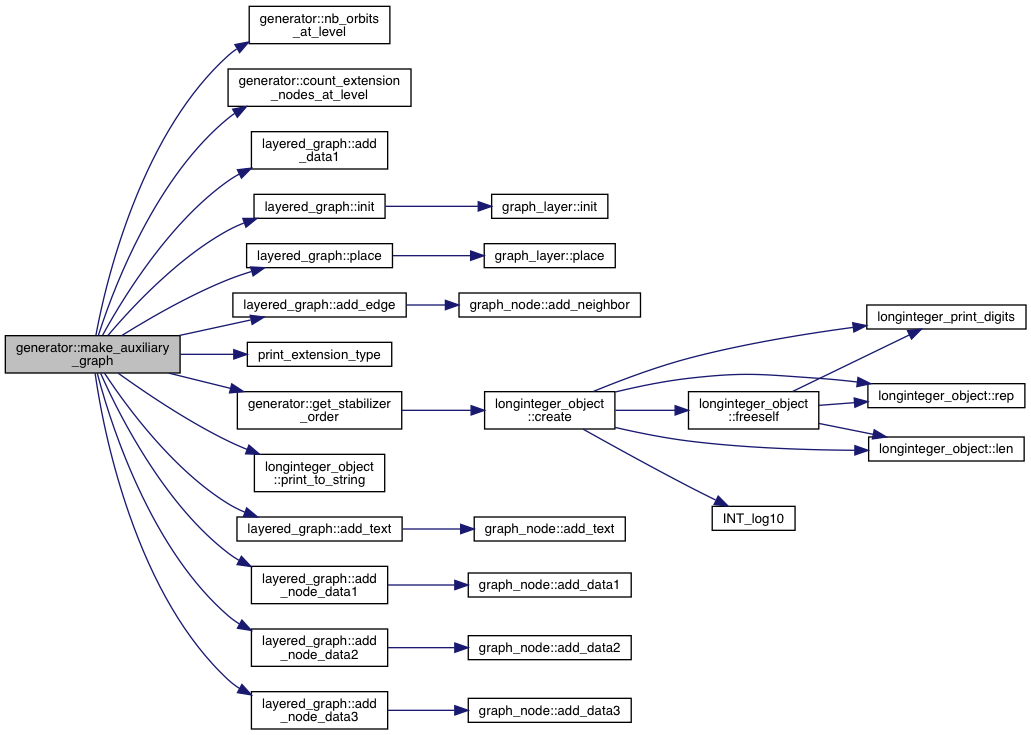 generator::nb_orbits
_at_level
generator::count_extension
_nodes_at_level
layered_graph::add
_data1
layered_graph::init
graph_layer::init
layered_graph::place
graph_layer::place
layered_graph::add_edge
graph_node::add_neighbor
longinteger_print_digits
generator::make_auxiliary
_graph
print_extension_type
generator::get_stabilizer
_order
longinteger_object
::create
longinteger_object
::freeself
longinteger_object::rep
longinteger_object::len
longinteger_object
::print_to_string
INT_log10
layered_graph::add_text
graph_node::add_text
layered_graph::add
_node_data1
graph_node::add_data1
layered_graph::add
_node_data2
graph_node::add_data2
layered_graph::add
_node_data3
graph_node::add_data3